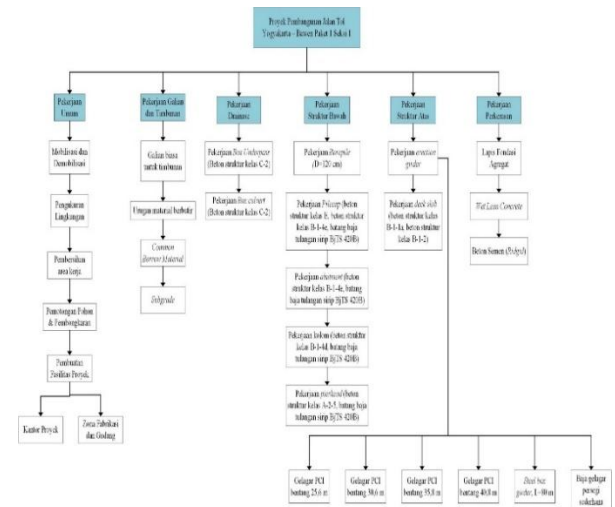 Proyek Pembangunan Jalan Tol
Yogyakarta - Bawen Paket 1 Seksi 1
Pekerjaan
Umum
Pekerjaan Galian
dan Timbunan
Pekerjaan
Drainase
Pekerjaan
Struktur Bawah
Pekerjaan
Struktur Atas
Pekerjaan
Perkerasan
Mobilisasi dan
Demobilisasi
Pengukuran
Lingkungan
Pembersihan
area kerja
Pemotongan Pohon
& Pembongkaran
Pembuatan
Fasilitas Proyek
Kantor Proyek
Zona Fabrikasi
dan Gudang
Galian biasa
untuk timbunan
Urugan material berbutir
Common
Borrow Material
Subgrade
Pekerjaan Box Underpass
(Beton struktur kelas C-2)
Pekerjaan Box culvert
(Beton struktur kelas C-2)
Pekerjaan Borepile
(D=120 cm)
Pekerjaan Pilecap (beton
struktur kelas E, beton struktur
kelas B-1-4e, batang baja
tulangan sirip BjTS 420B)
Pekerjaan abutment (beton
struktur kelas B-1-4e, batang
baja tulangan sirip BjTS 420B)
Pekerjaan kolom (beton struktur
kelas B-1-4d, batang baja
tulangan sirip BjTS 420B)
Pekerjaan pierhead (beton
struktur kelas A-2-5, batang baja
tulangan sirip BjTS 420B)
Pekerjaan erection
girder
Pekerjaan deck slab
(beton struktur kelas
B-1-1a, beton struktur
kelas B-1-2)
Gelagar PCI
bentang 25,6 m
Gelagar PCI
bentang 30,6 m
Gelagar PCI
bentang 35,8 m
Gelagar PCI
bentang 40,8 m
Steel box
girder, L=80 m
Baja gelagar
persegi
sederhana
Lapis Fondasi
Agregat
Wet Lean Concrete
Beton Semen (Rigid)